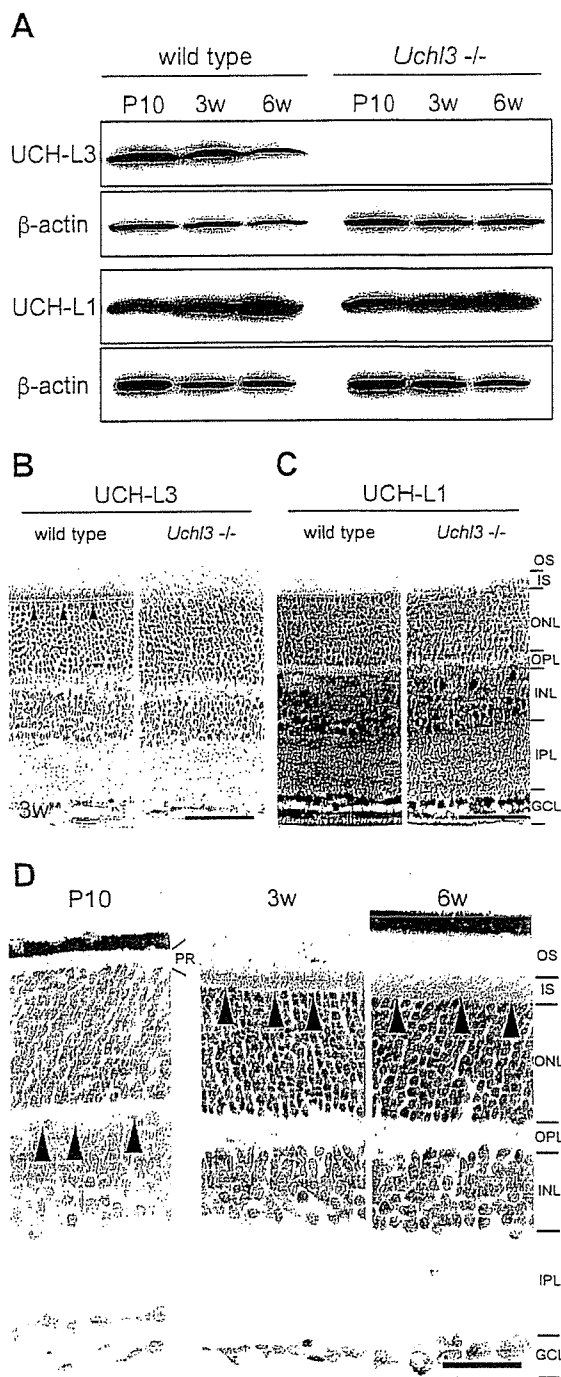 A
wild type Uchl3 -/-
P10 3w 6w P10 3w 6w
UCH-L3
β-actin
UCH-L1
β-actin
B
UCH-L3
wild type Uchl3 -/-
3w
C
UCH-L1
wild type Uchl3 -/-
OS
IS
ONL
OPL
INL
IPL
GCL
D
P10 3w 6w
PR
OS
IS
ONL
OPL
INL
IPL
GCL